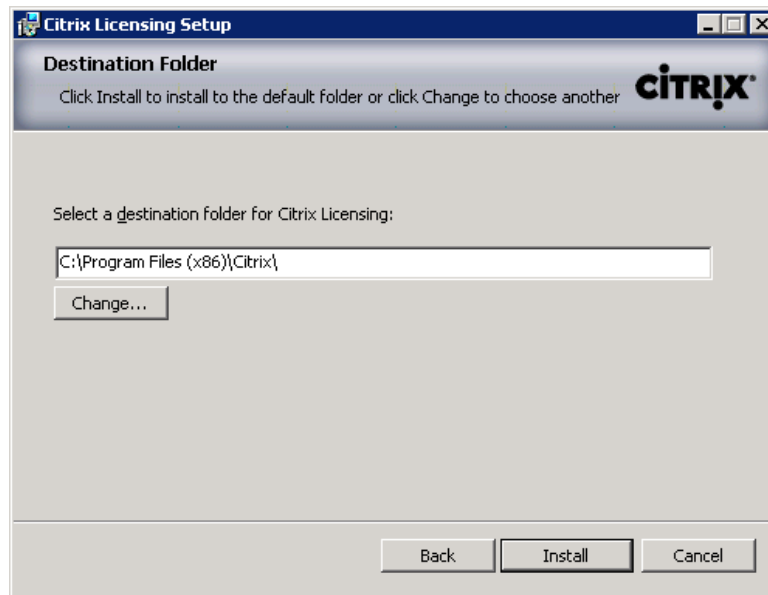 Citrix Licensing Setup
Destination Folder
Click Install to install to the default folder or click Change to choose another
CITRIX
Select a destination folder for Citrix Licensing:
C:\Program Files (x86)\Citrix\
Change...
Back Install Cancel